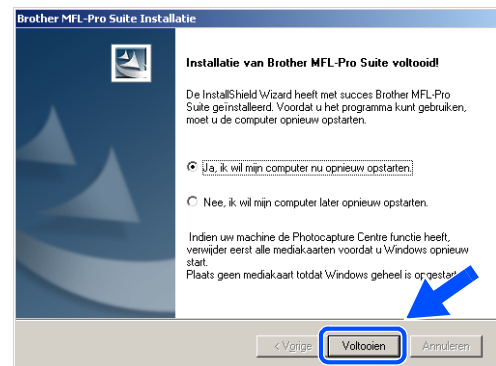 Brother MFL-Pro Suite Installatie
Installatie van Brother MFL-Pro Suite voltooid!
De InstallShield Wizard heeft met succes Brother MFL-Pro
Suite geïnstalleerd. Voordat u het programma kunt gebruiken,
moet u de computer opnieuw opstarten.
Ja, ik wil mijn computer nu opnieuw opstarten.
Nee, ik wil mijn computer later opnieuw opstarten.
Indien uw machine de Photocapture Centre functie heeft,
verwijder eerst alle mediakaarten voordat u Windows opnieuw
start.
Plaats geen mediakaart totdat Windows geheel is
< Vorige Voltooien Annuleren